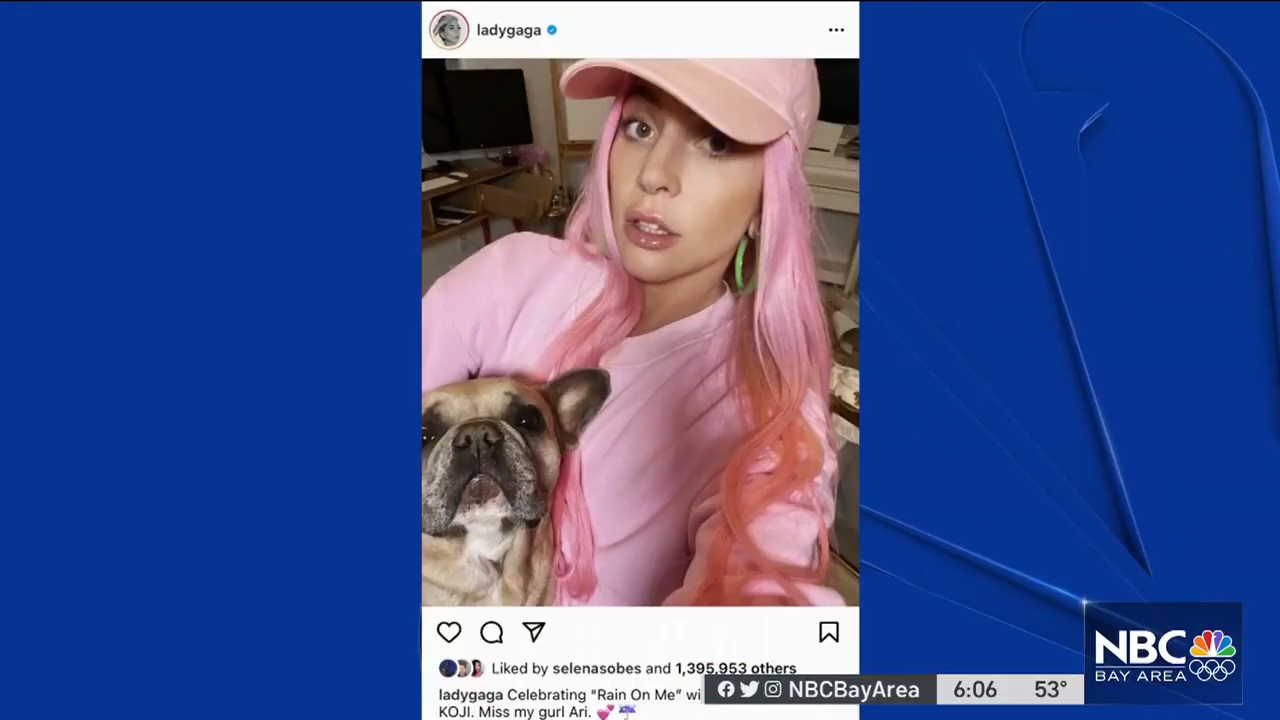 ladygaga
Liked by selenasobes and 1,395,953 others
ladygaga Celebrating “Rain On Me” wi
KOJI. Miss my gurl Ari. 💕 ☔
NBCBayArea
6:06 53°
NBC
BAY AREA